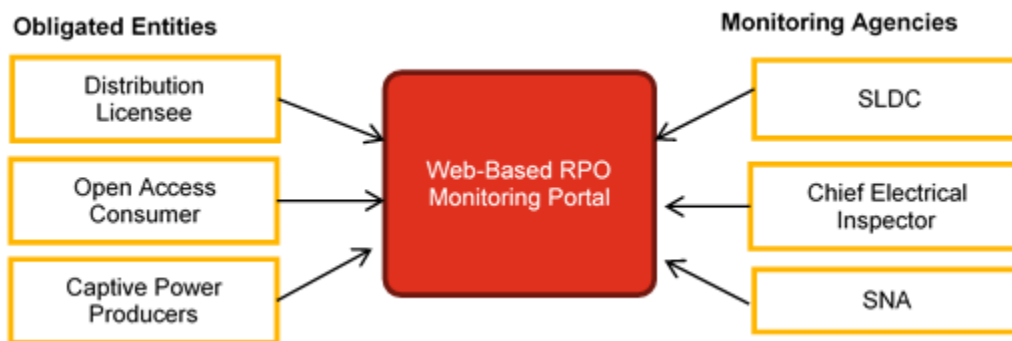 Obligated Entities
Distribution
Licensee
Open Access
Consumer
Captive Power
Producers
Web-Based RPO
Monitoring Portal
Monitoring Agencies
SLDC
Chief Electrical
Inspector
SNA